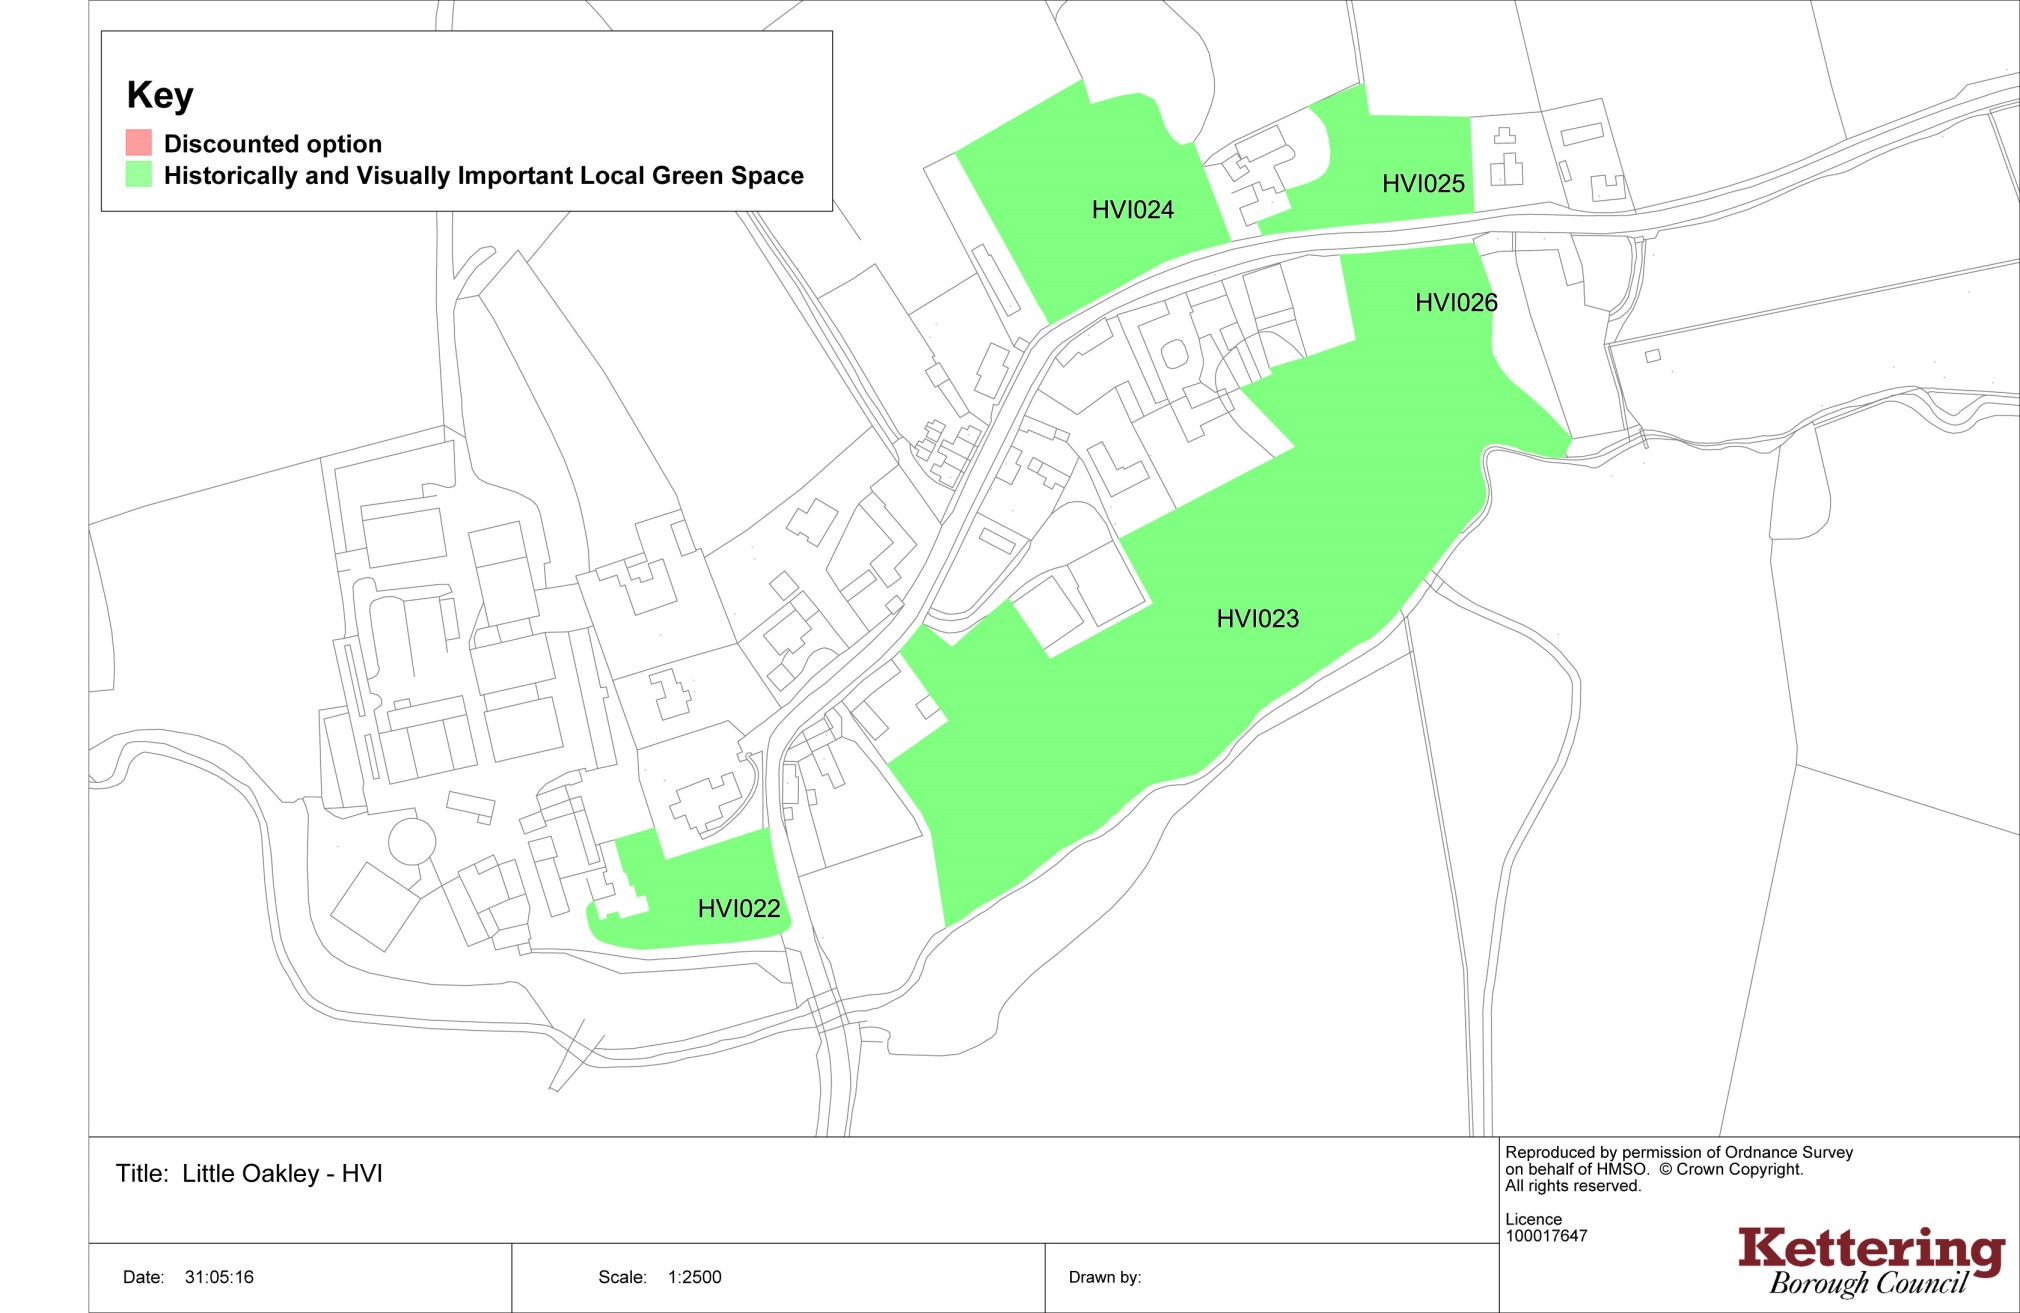 Key
Discounted option
Historically and Visually Important Local Green Space
HVI024
HVI025
HVI026
HVI023
HVI022
Title: Little Oakley - HVI
Date: 31:05:16
Scale: 1:2500
Drawn by:
Reproduced by permission of Ordnance Survey
on behalf of HMSO. © Crown Copyright.
All rights reserved.
Licence
100017647
Kettering
Borough Council